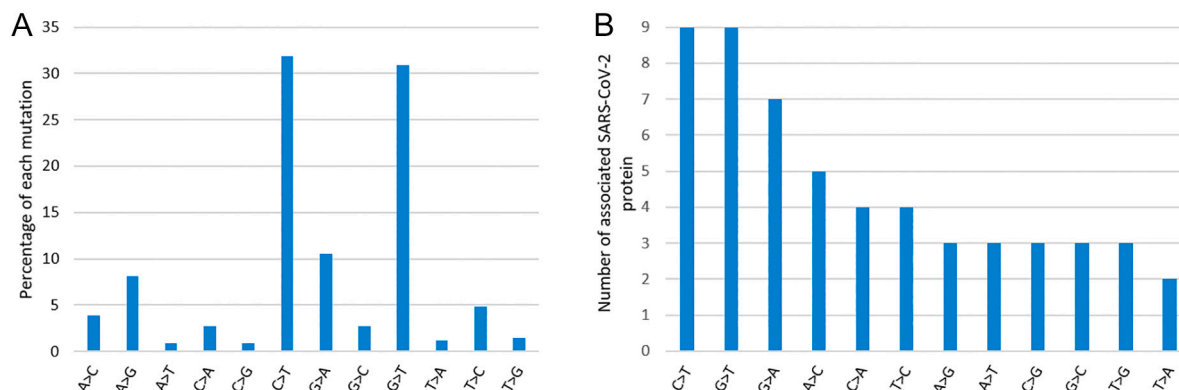 A
Percentage of each mutation
35
30
25
20
15
10
5
0
A>C
A>G
A>T
C>A
C>G
C>T
G>A
G>C
G>T
T>A
T>C
T>G
B
Number of associated SARS-CoV-2
protein
9
8
7
6
5
4
3
2
1
0
C>T
G>T
G>A
A>C
C>A
T>C
A>G
A>T
C>G
G>C
T>G
T>A